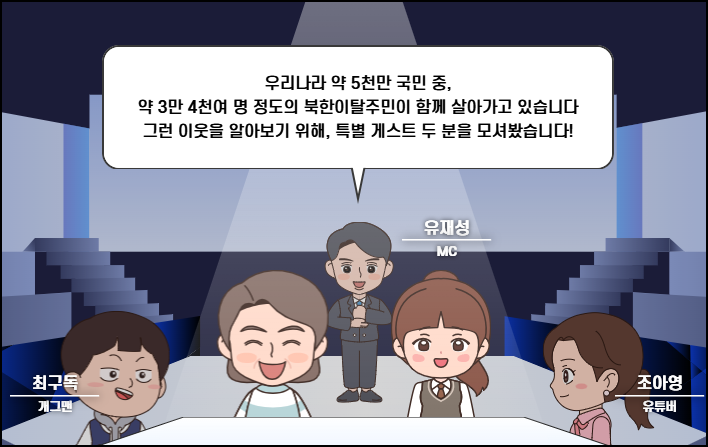 우리나라 약 5천만 국민 중,
약 3만 4천여 명 정도의 북한이탈주민이 함께 살아가고 있습니다
그런 이웃을 알아보기 위해, 특별 게스트 두 분을 모셔봤습니다!
유재성
MC
최구독
개그맨
조아영
유튜버